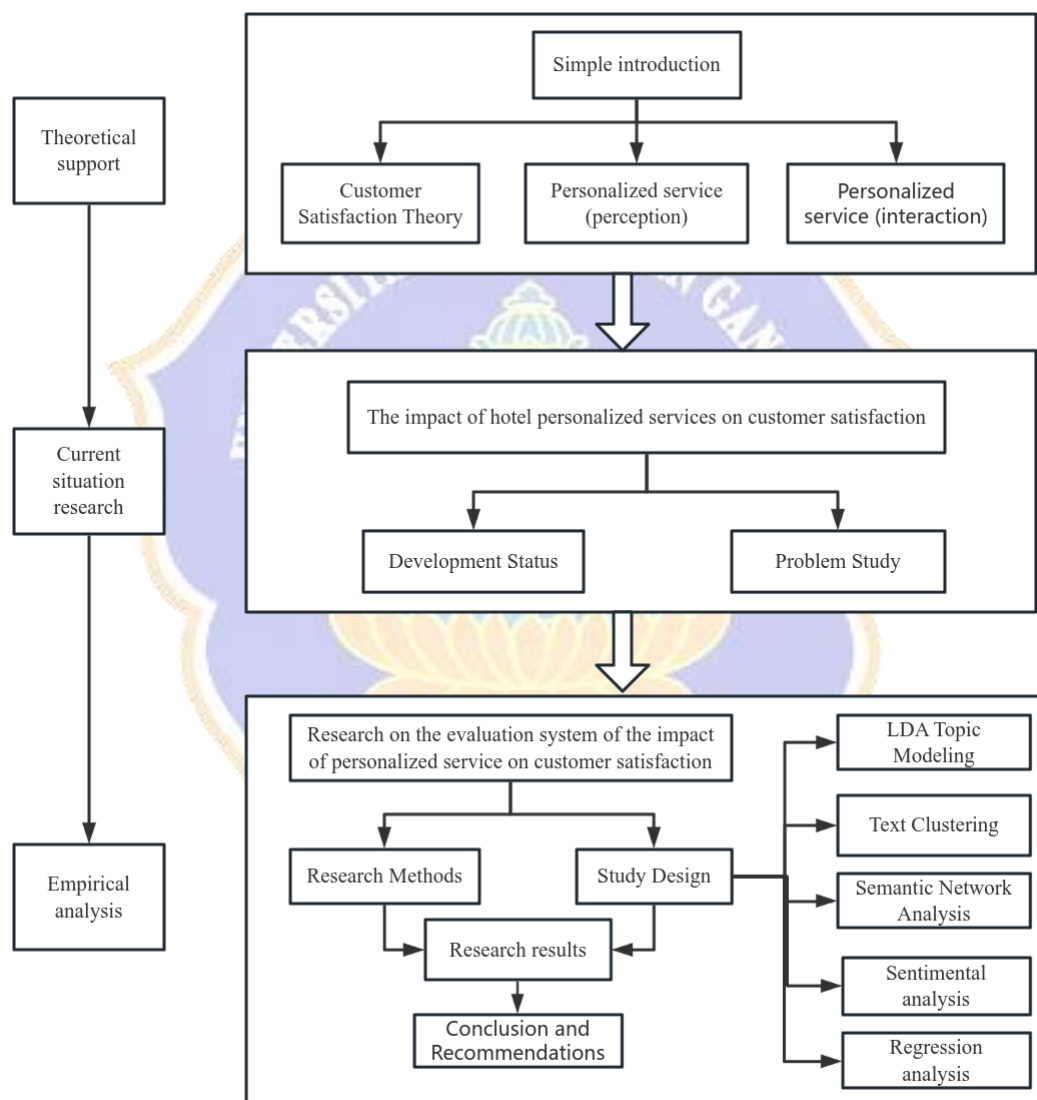 Simple introduction
Theoretical
support
Customer
Satisfaction Theory
Personalized service
(perception)
Personalized
service (interaction)
The impact of hotel personalized services on customer satisfaction
Current
situation
research
Development Status
Problem Study
Research on the evaluation system of the impact
of personalized service on customer satisfaction
LDA Topic
Modeling
Text Clustering
Empirical
analysis
Research Methods
Study Design
Semantic Network
Analysis
Research results
Sentimental
analysis
Conclusion and
Recommendations
Regression
analysis